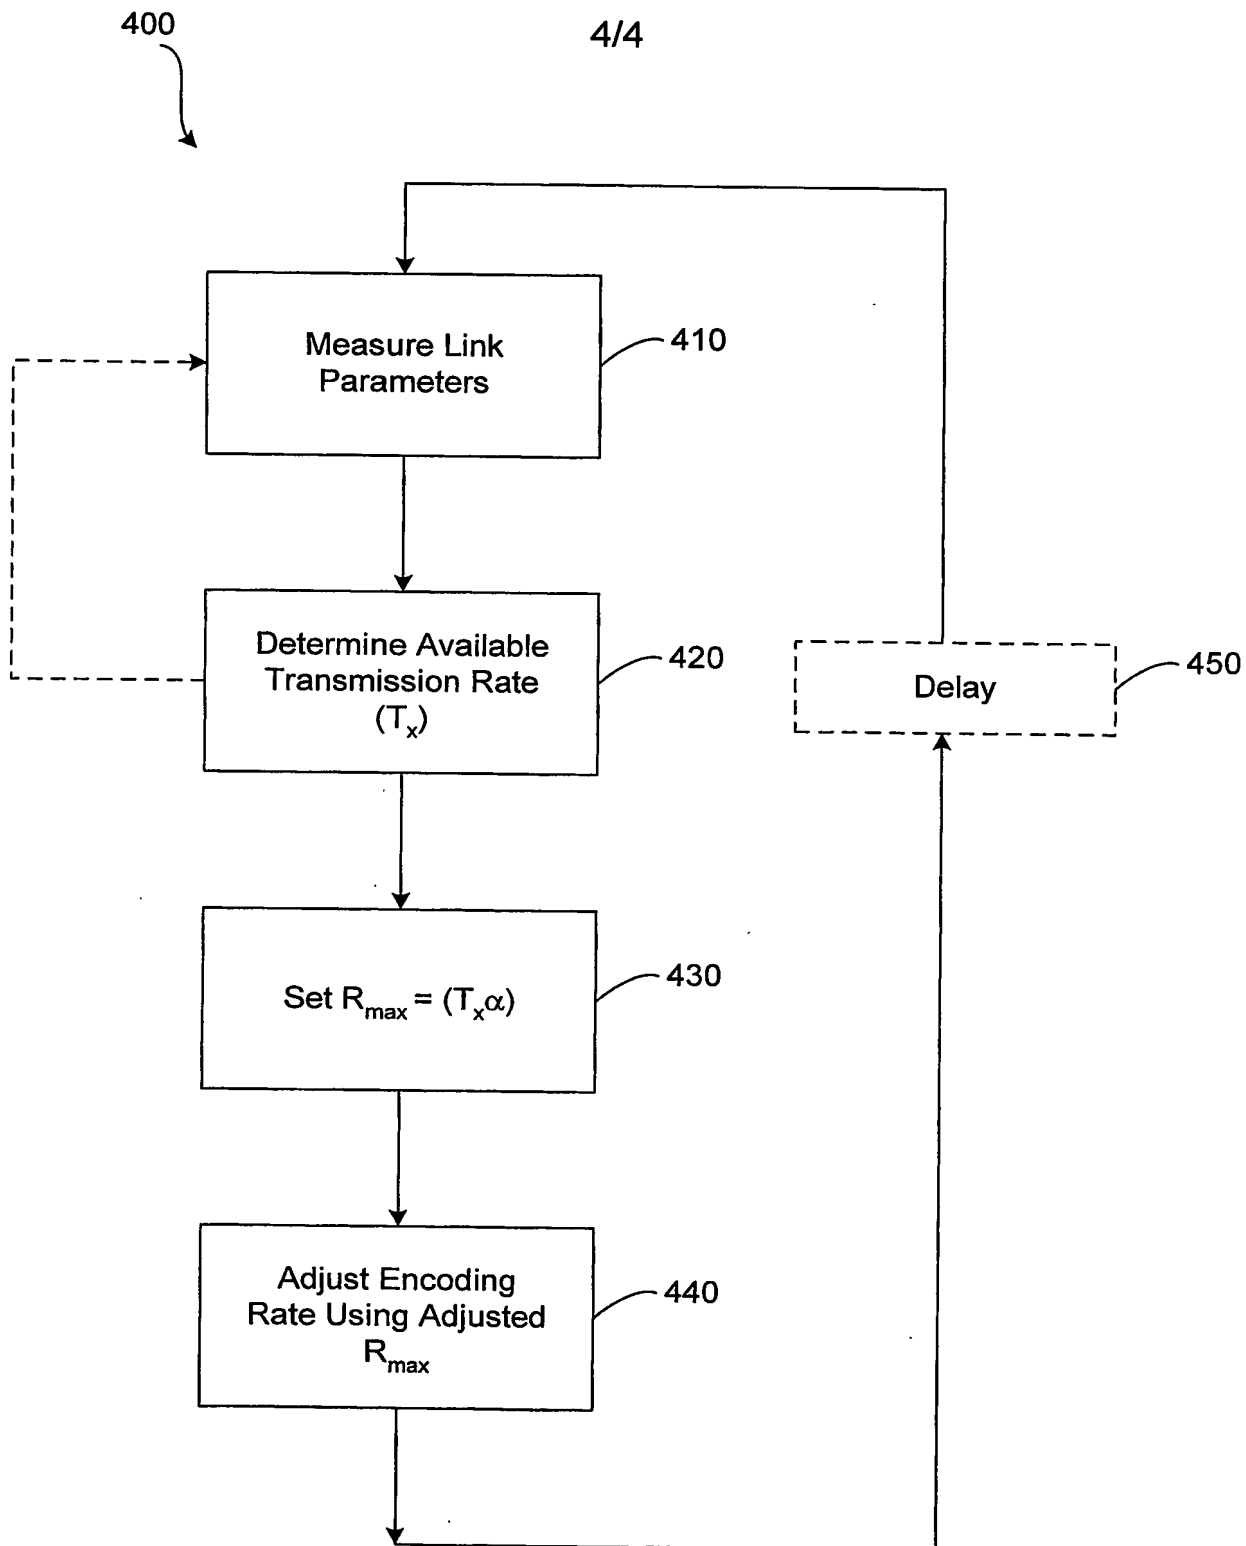 400
4/4
Measure Link
Parameters
410
Determine Available
Transmission Rate
(Tₓ)
420
Delay
450
Set Rₘₐₓ = (Tₓα)
430
Adjust Encoding
Rate Using Adjusted
Rₘₐₓ
440